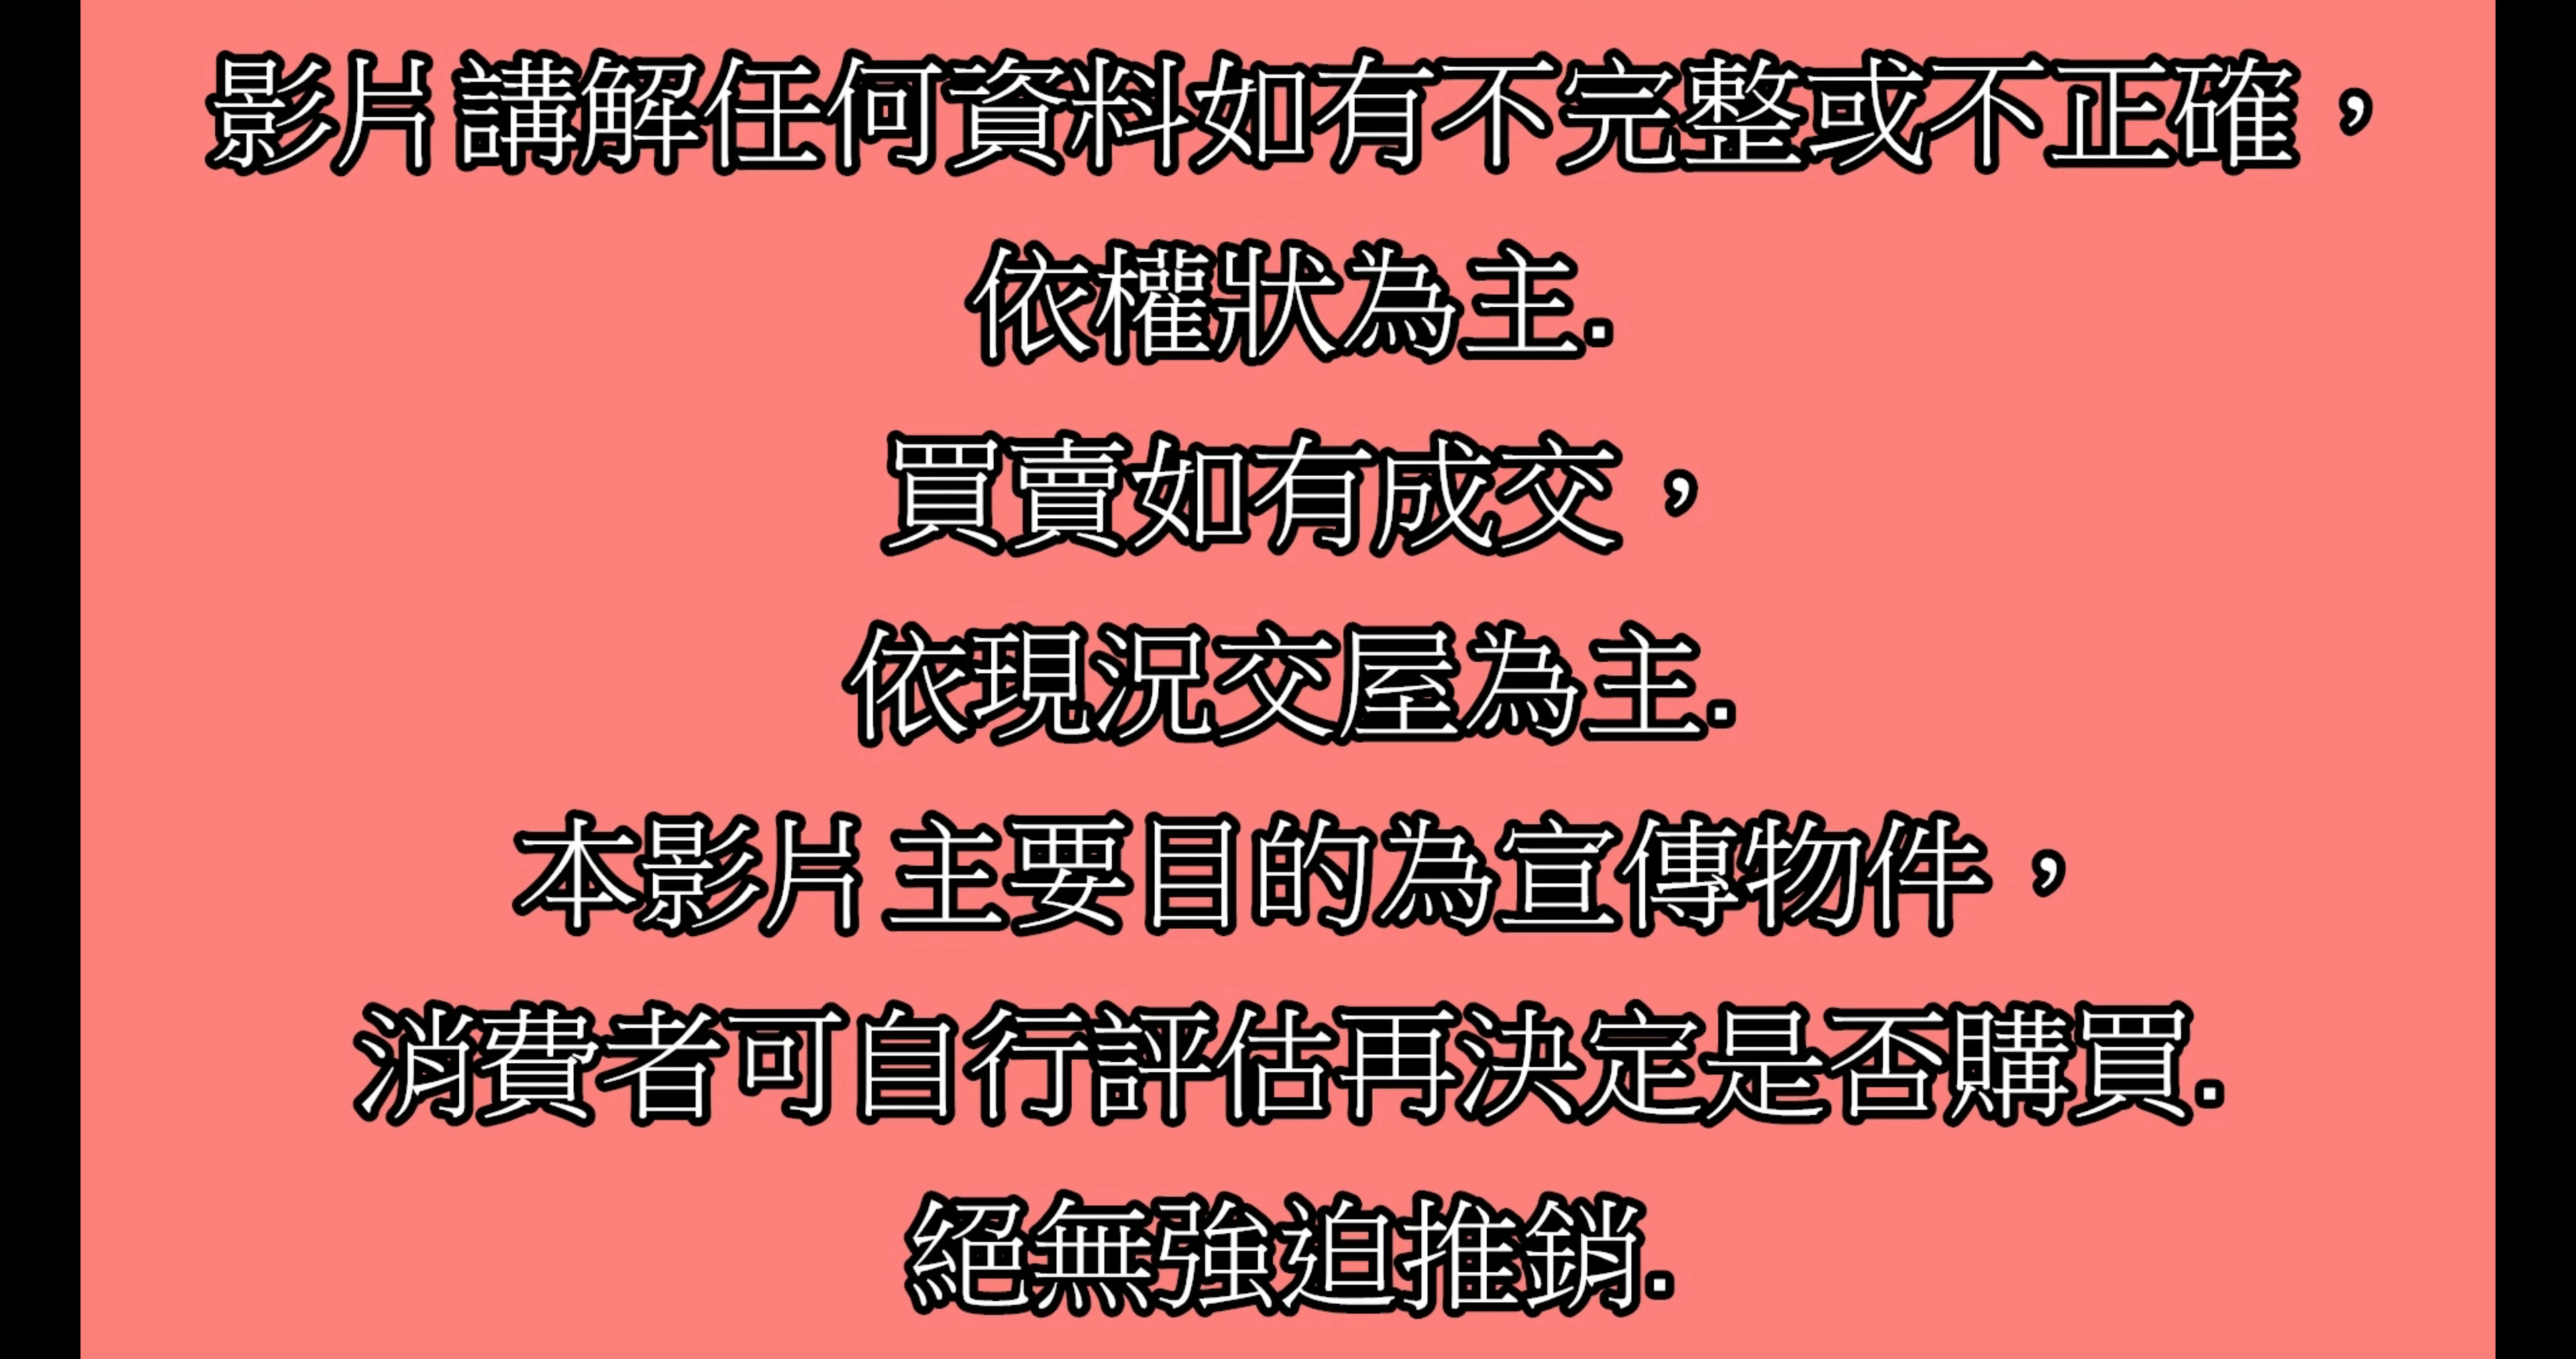 影片講解任何資料如有不完整或不正確，
依權狀為主.
買賣如有成交，
依現況交屋為主.
本影片主要目的為宣傳物件，
消費者可自行評估再決定是否購買.
絕無強迫推銷.